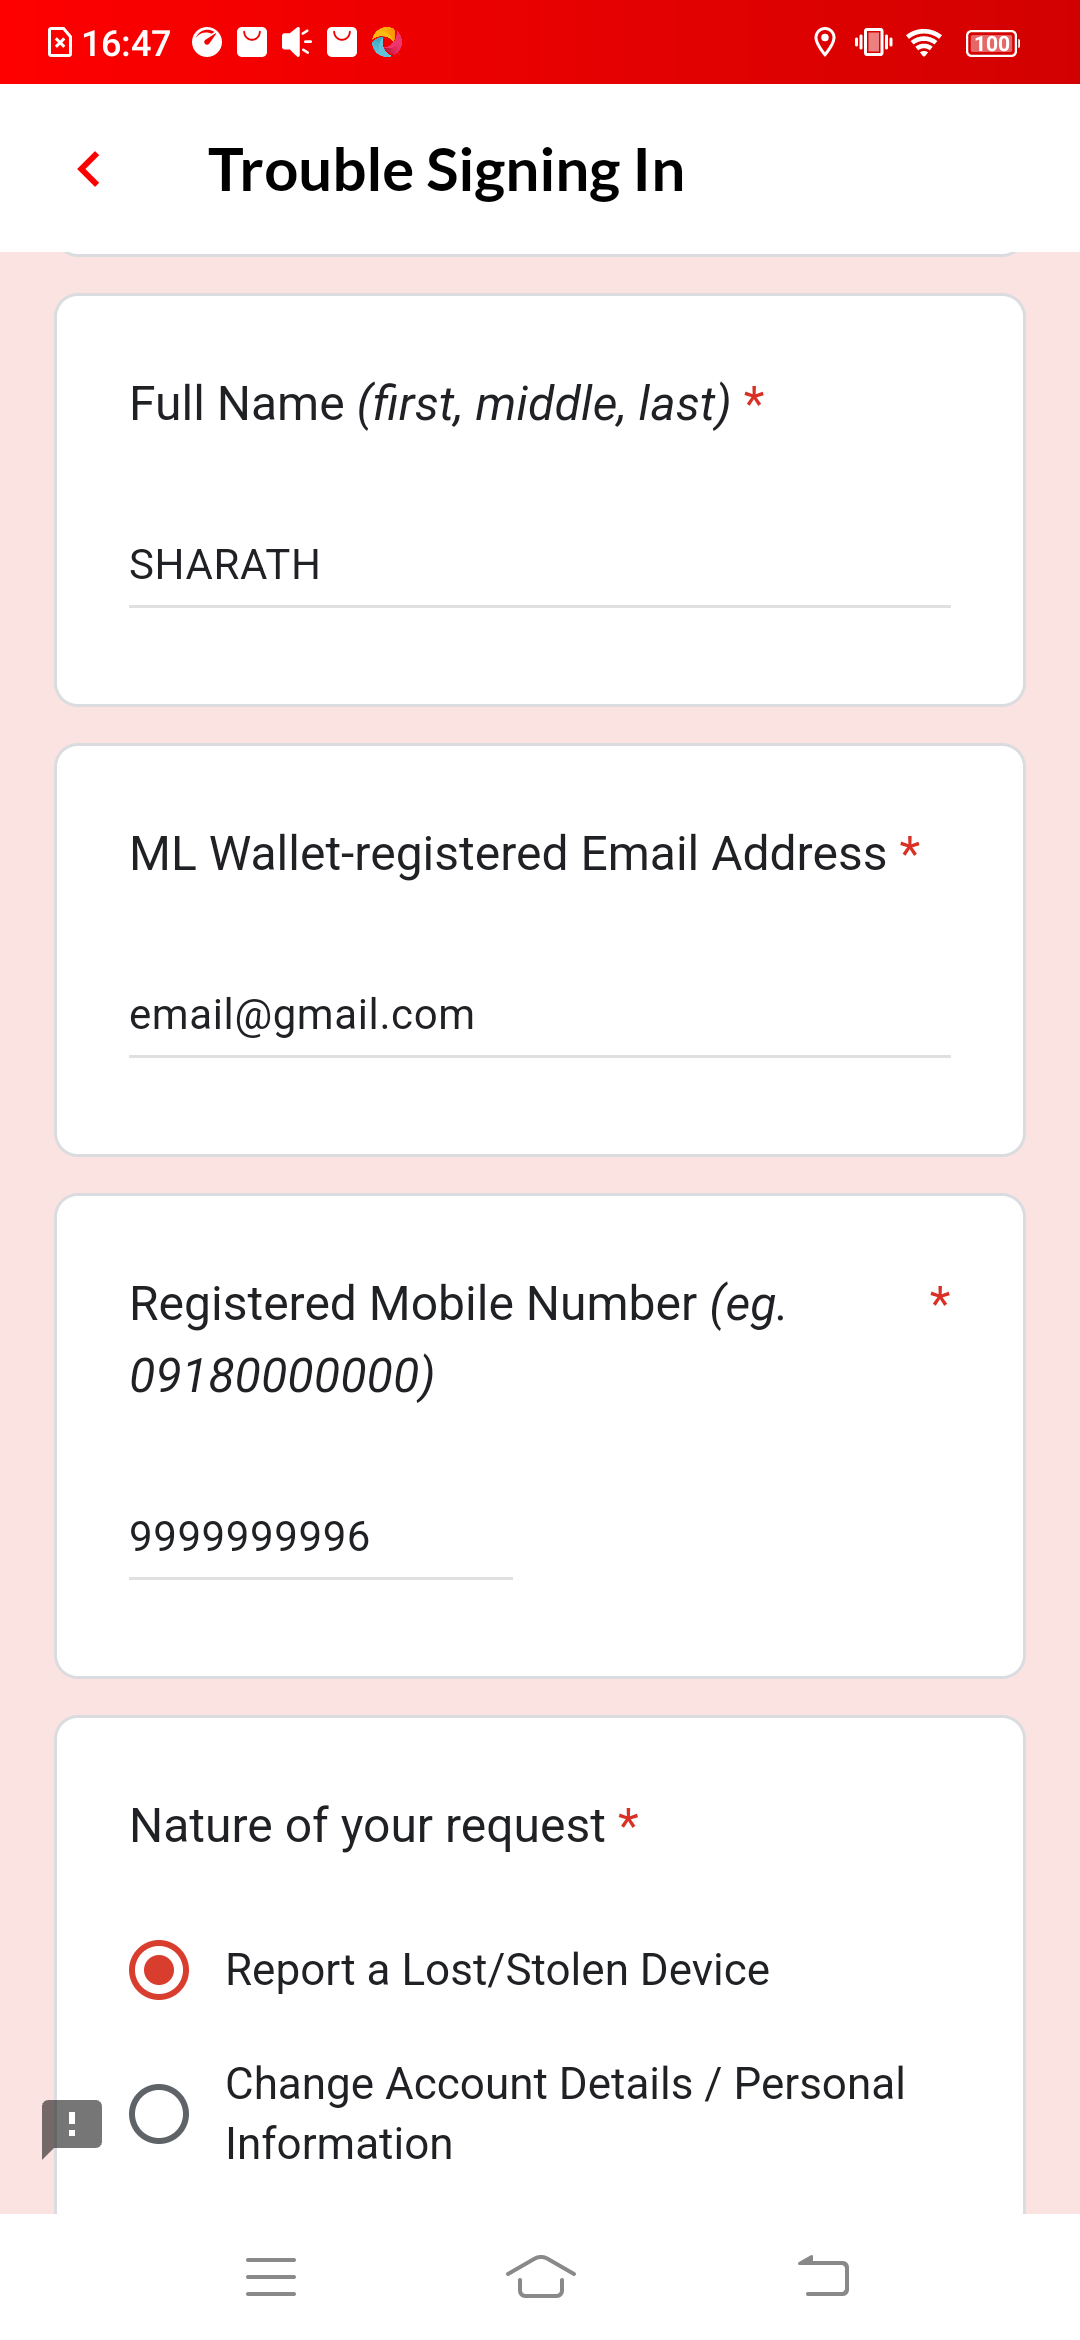 16:47
100
Trouble Signing In
Full Name (first, middle, last) *
SHARATH
ML Wallet-registered Email Address *
email@gmail.com
Registered Mobile Number (eg. *
09180000000)
9999999996
Nature of your request *
Report a Lost/Stolen Device
Change Account Details / Personal
Information